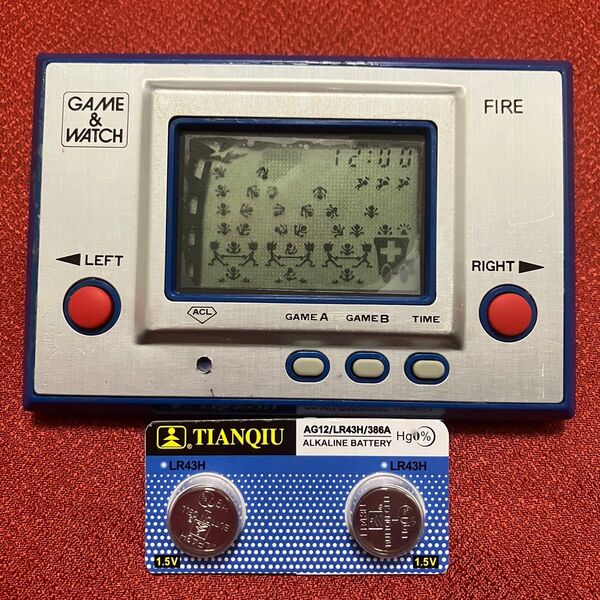 GAME
&
WATCH
FIRE
12:00
LEFT
RIGHT
ACL
GAME A GAME B TIME
TIANQIU
AG12/LR43H/386A
ALKALINE BATTERY
Hg0%
LR43H LR43H
1.5V 1.5V